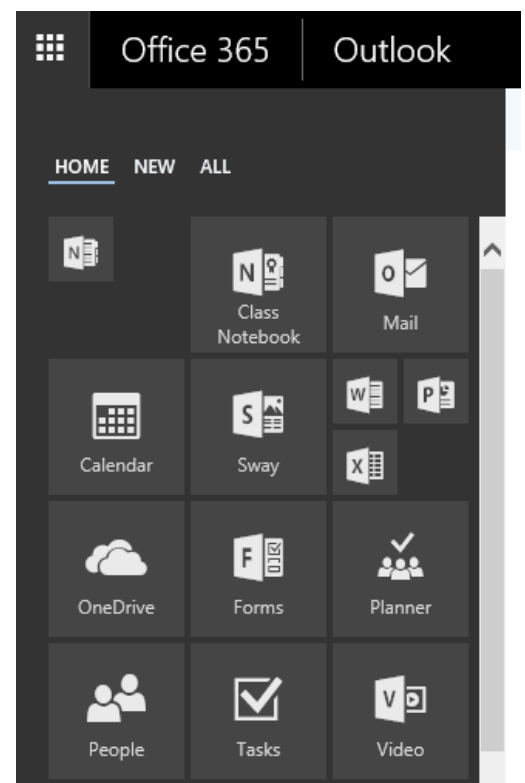 Office 365 Outlook
HOME NEW ALL
N
N
Class
Notebook
O
Mail
Calendar
S
Sway
W
P
X
OneDrive
F
Forms
Planner
People
Tasks
V
Video